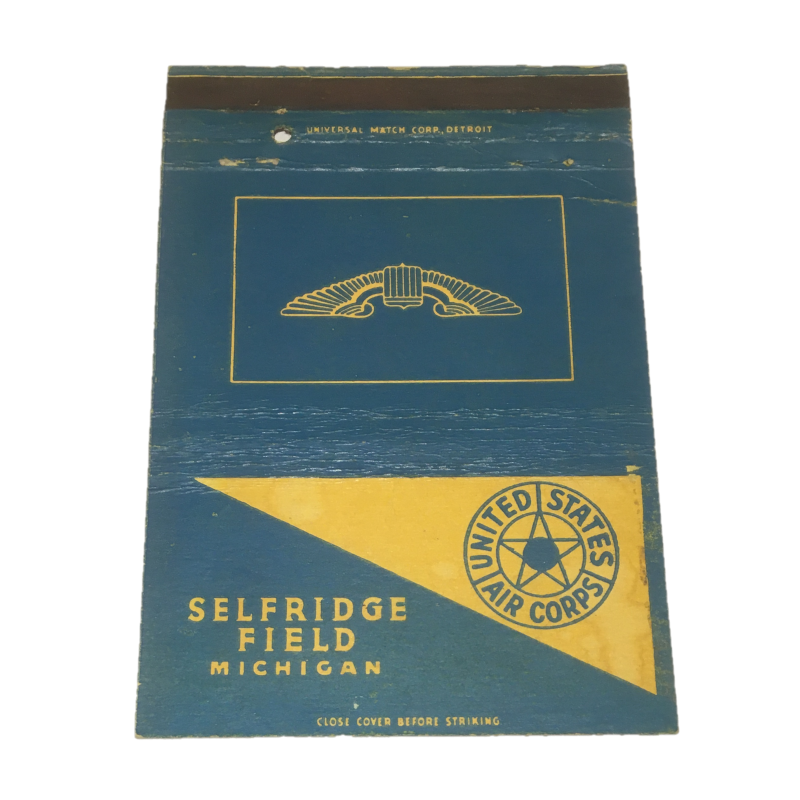 UNIVERSAL MATCH CORP., DETROIT
UNITED STATES
AIR CORPS
SELFRIDGE
FIELD
MICHIGAN
CLOSE COVER BEFORE STRIKING